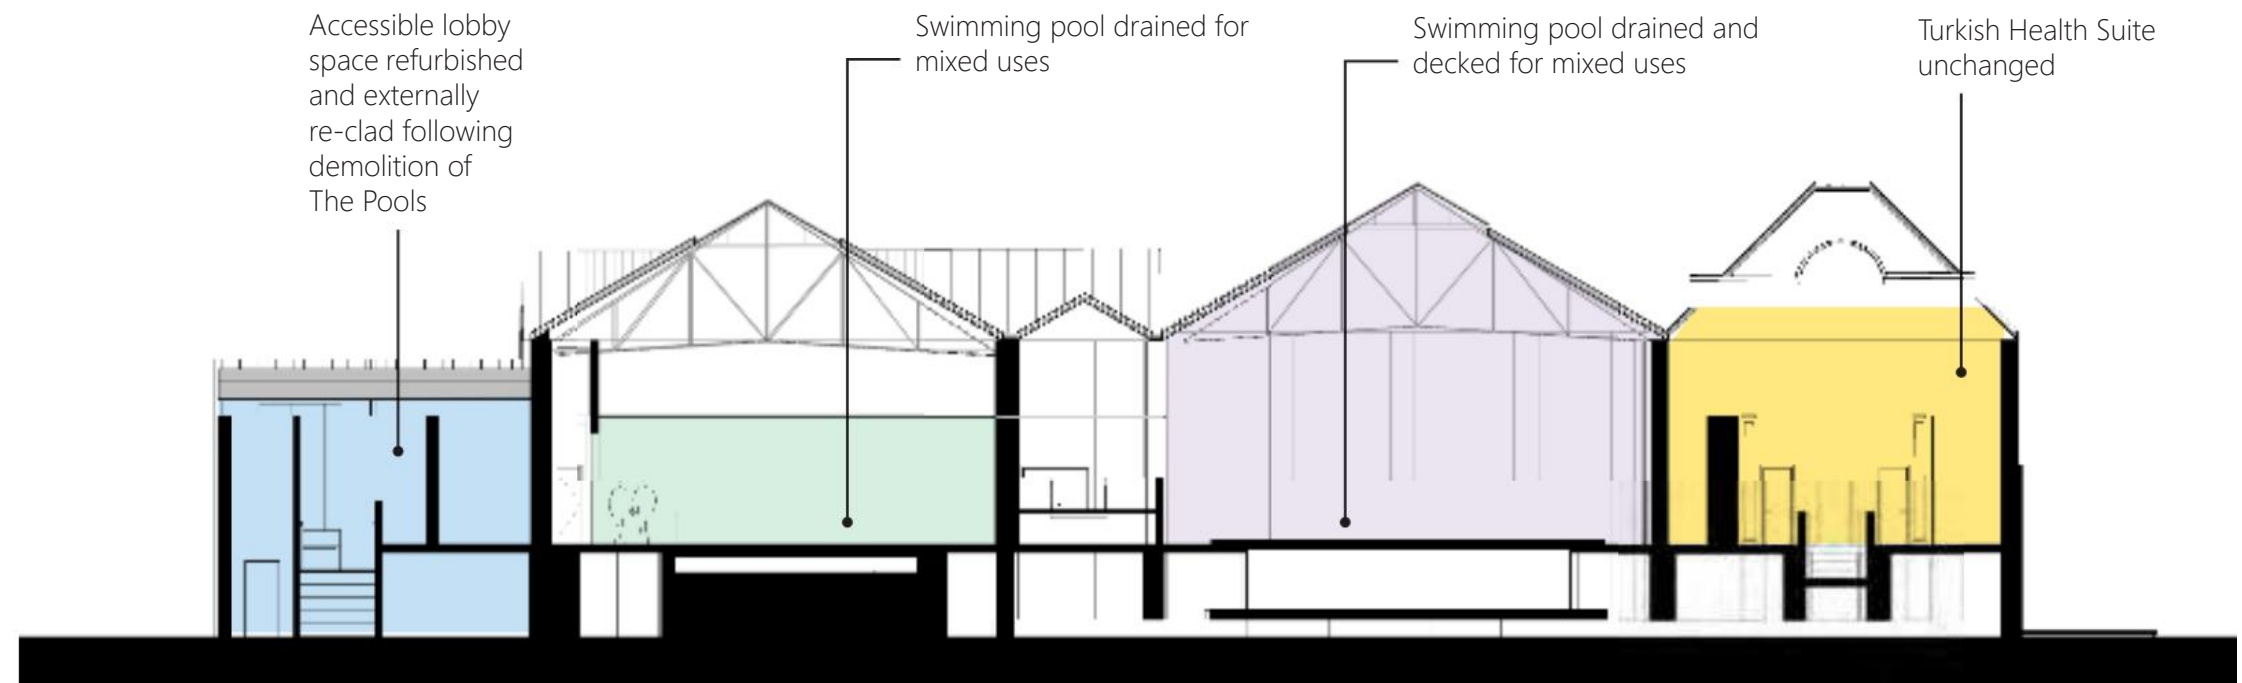 Accessible lobby
space refurbished
and externally
re-clad following
demolition of
The Pools
Swimming pool drained for
mixed uses
Swimming pool drained and
decked for mixed uses
Turkish Health Suite
unchanged